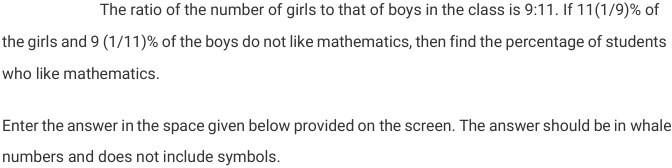 The ratio of the number of girls to that of boys in the class is 9:11. If 11(1/9)% of
the girls and 9 (1/11)% of the boys do not like mathematics, then find the percentage of students
who like mathematics.
Enter the answer in the space given below provided on the screen. The answer should be in whale
numbers and does not include symbols.